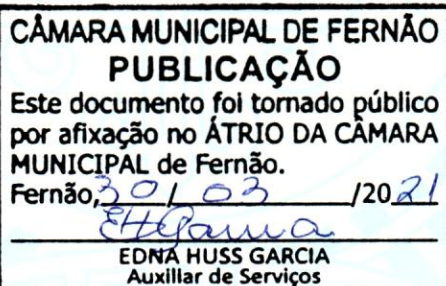 CÂMARA MUNICIPAL DE FERNÃO
PUBLICAÇÃO
Este documento foi tornado público
por afixação no ÁTRIO DA CÂMARA
MUNICIPAL de Fernão.
Fernão, 30 / 03 /2021
EHGarcia
EDNA HUSS GARCIA
Auxiliar de Serviços